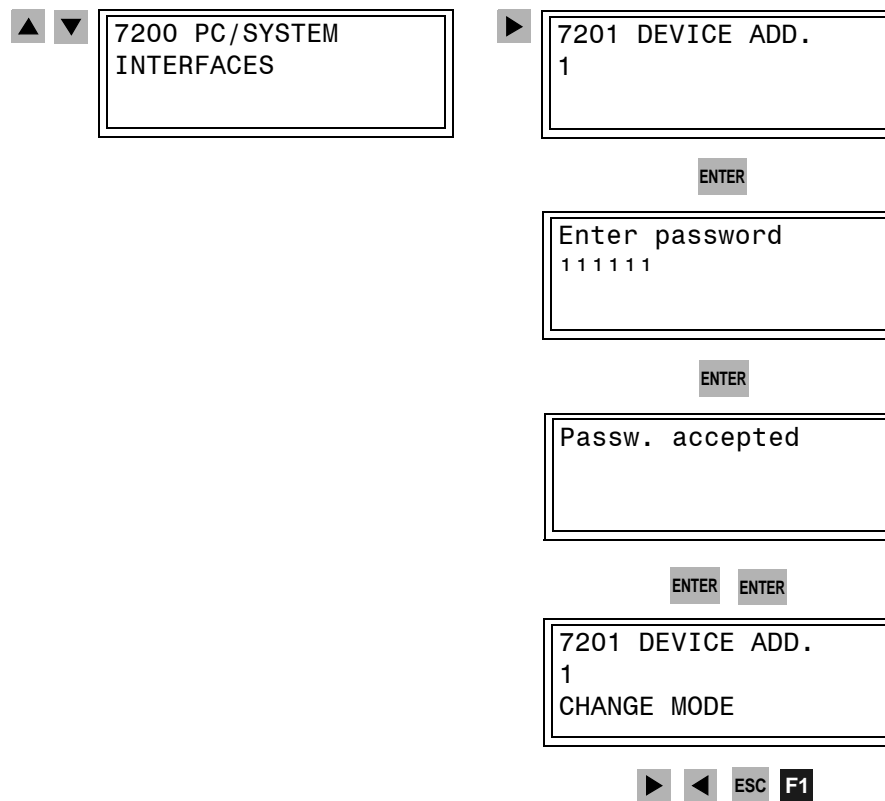 7200 PC/SYSTEM
INTERFACES
7201 DEVICE ADD.
1
ENTER
Enter password
111111
ENTER
Passw. accepted
ENTER ENTER
7201 DEVICE ADD.
1
CHANGE MODE
ESC F1